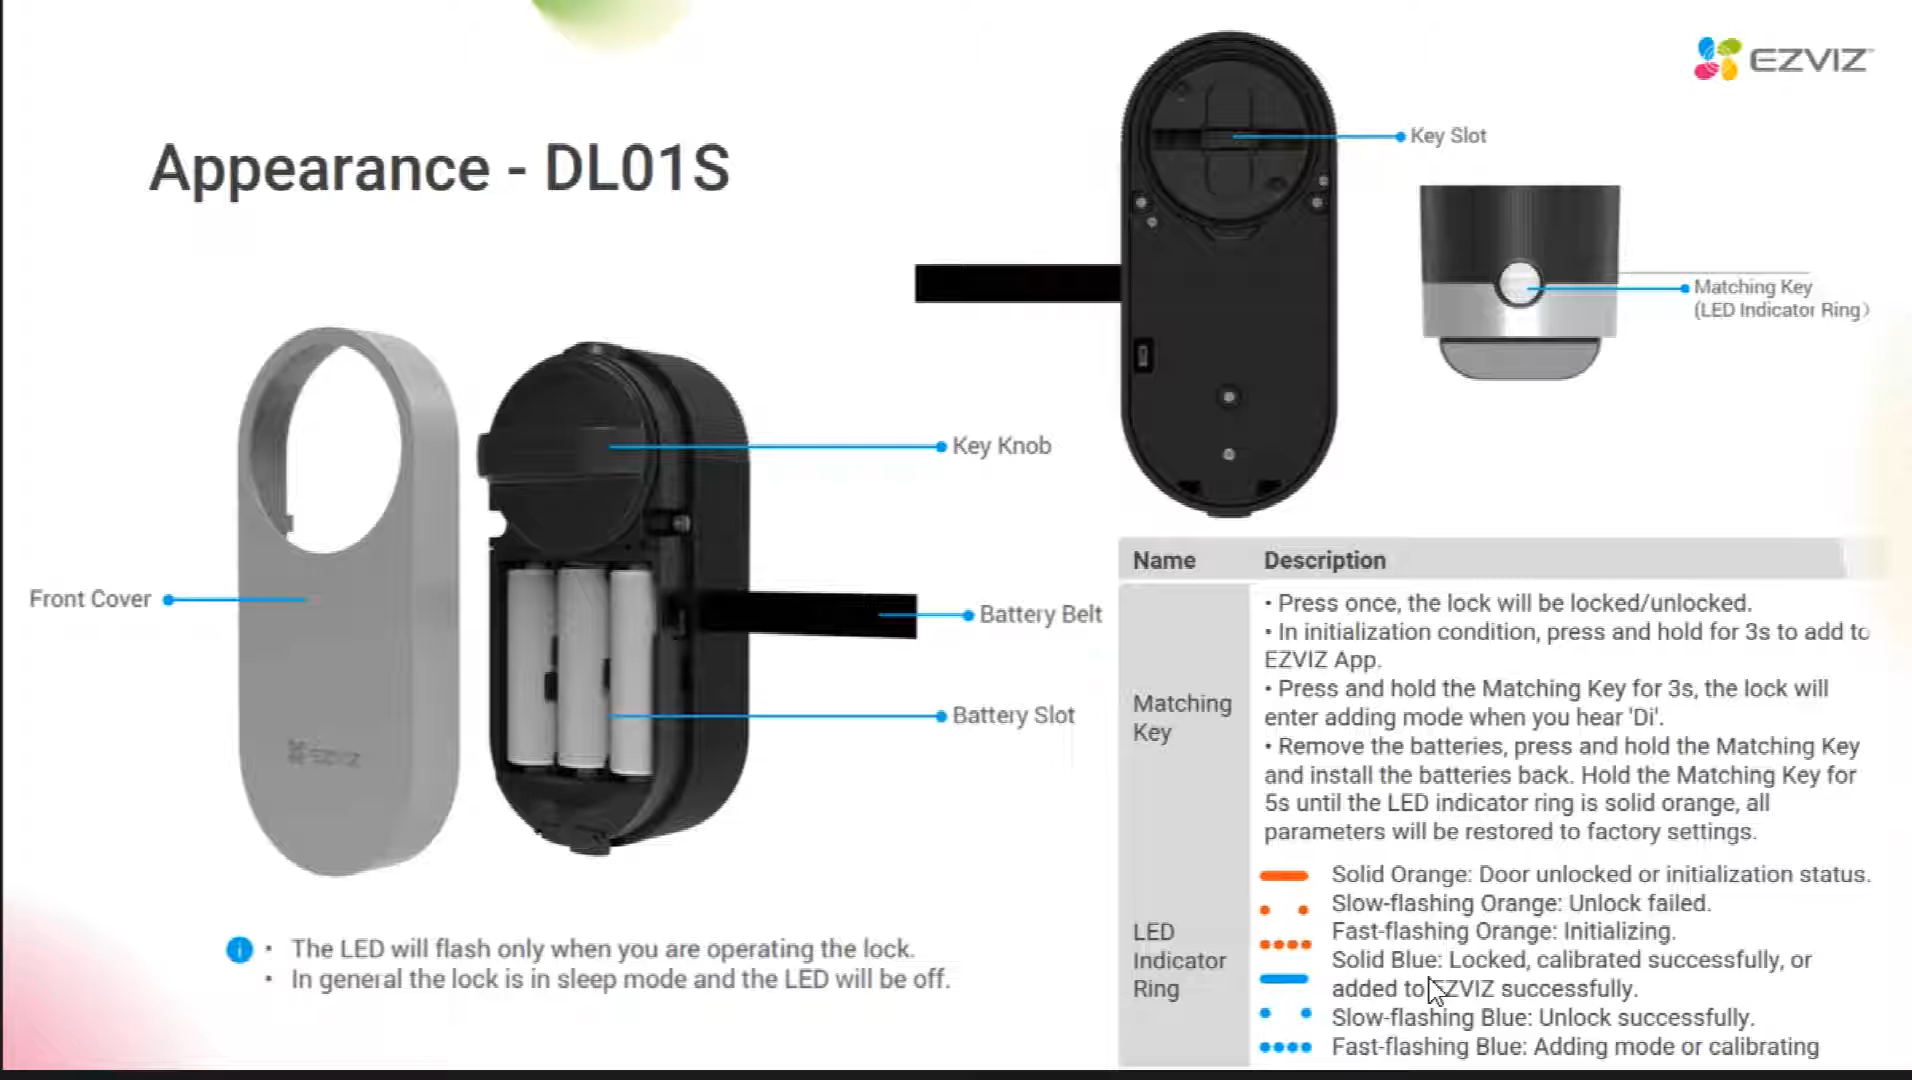 EZVIZ
Appearance - DL01S
Key Slot
Matching Key
(LED Indicator Ring)
Key Knob
Front Cover
Battery Belt
Battery Slot
EZVIZ
Name Description
Matching
Key
• Press once, the lock will be locked/unlocked.
• In initialization condition, press and hold for 3s to add to
EZVIZ App.
• Press and hold the Matching Key for 3s, the lock will
enter adding mode when you hear 'Di'.
• Remove the batteries, press and hold the Matching Key
and install the batteries back. Hold the Matching Key for
5s until the LED indicator ring is solid orange, all
parameters will be restored to factory settings.
LED
Indicator
Ring
Solid Orange: Door unlocked or initialization status.
Slow-flashing Orange: Unlock failed.
Fast-flashing Orange: Initializing.
Solid Blue: Locked, calibrated successfully, or
added to EZVIZ successfully.
Slow-flashing Blue: Unlock successfully.
Fast-flashing Blue: Adding mode or calibrating
• The LED will flash only when you are operating the lock.
• In general the lock is in sleep mode and the LED will be off.